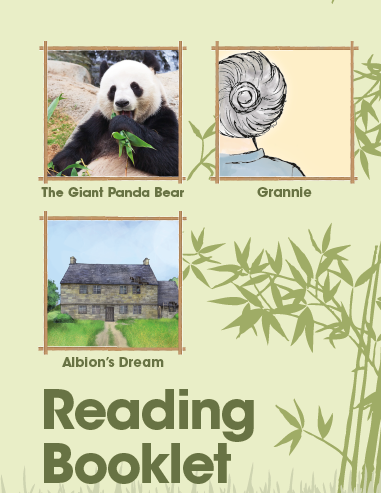 The Giant Panda Bear
Grannie
Albion's Dream
Reading
Booklet